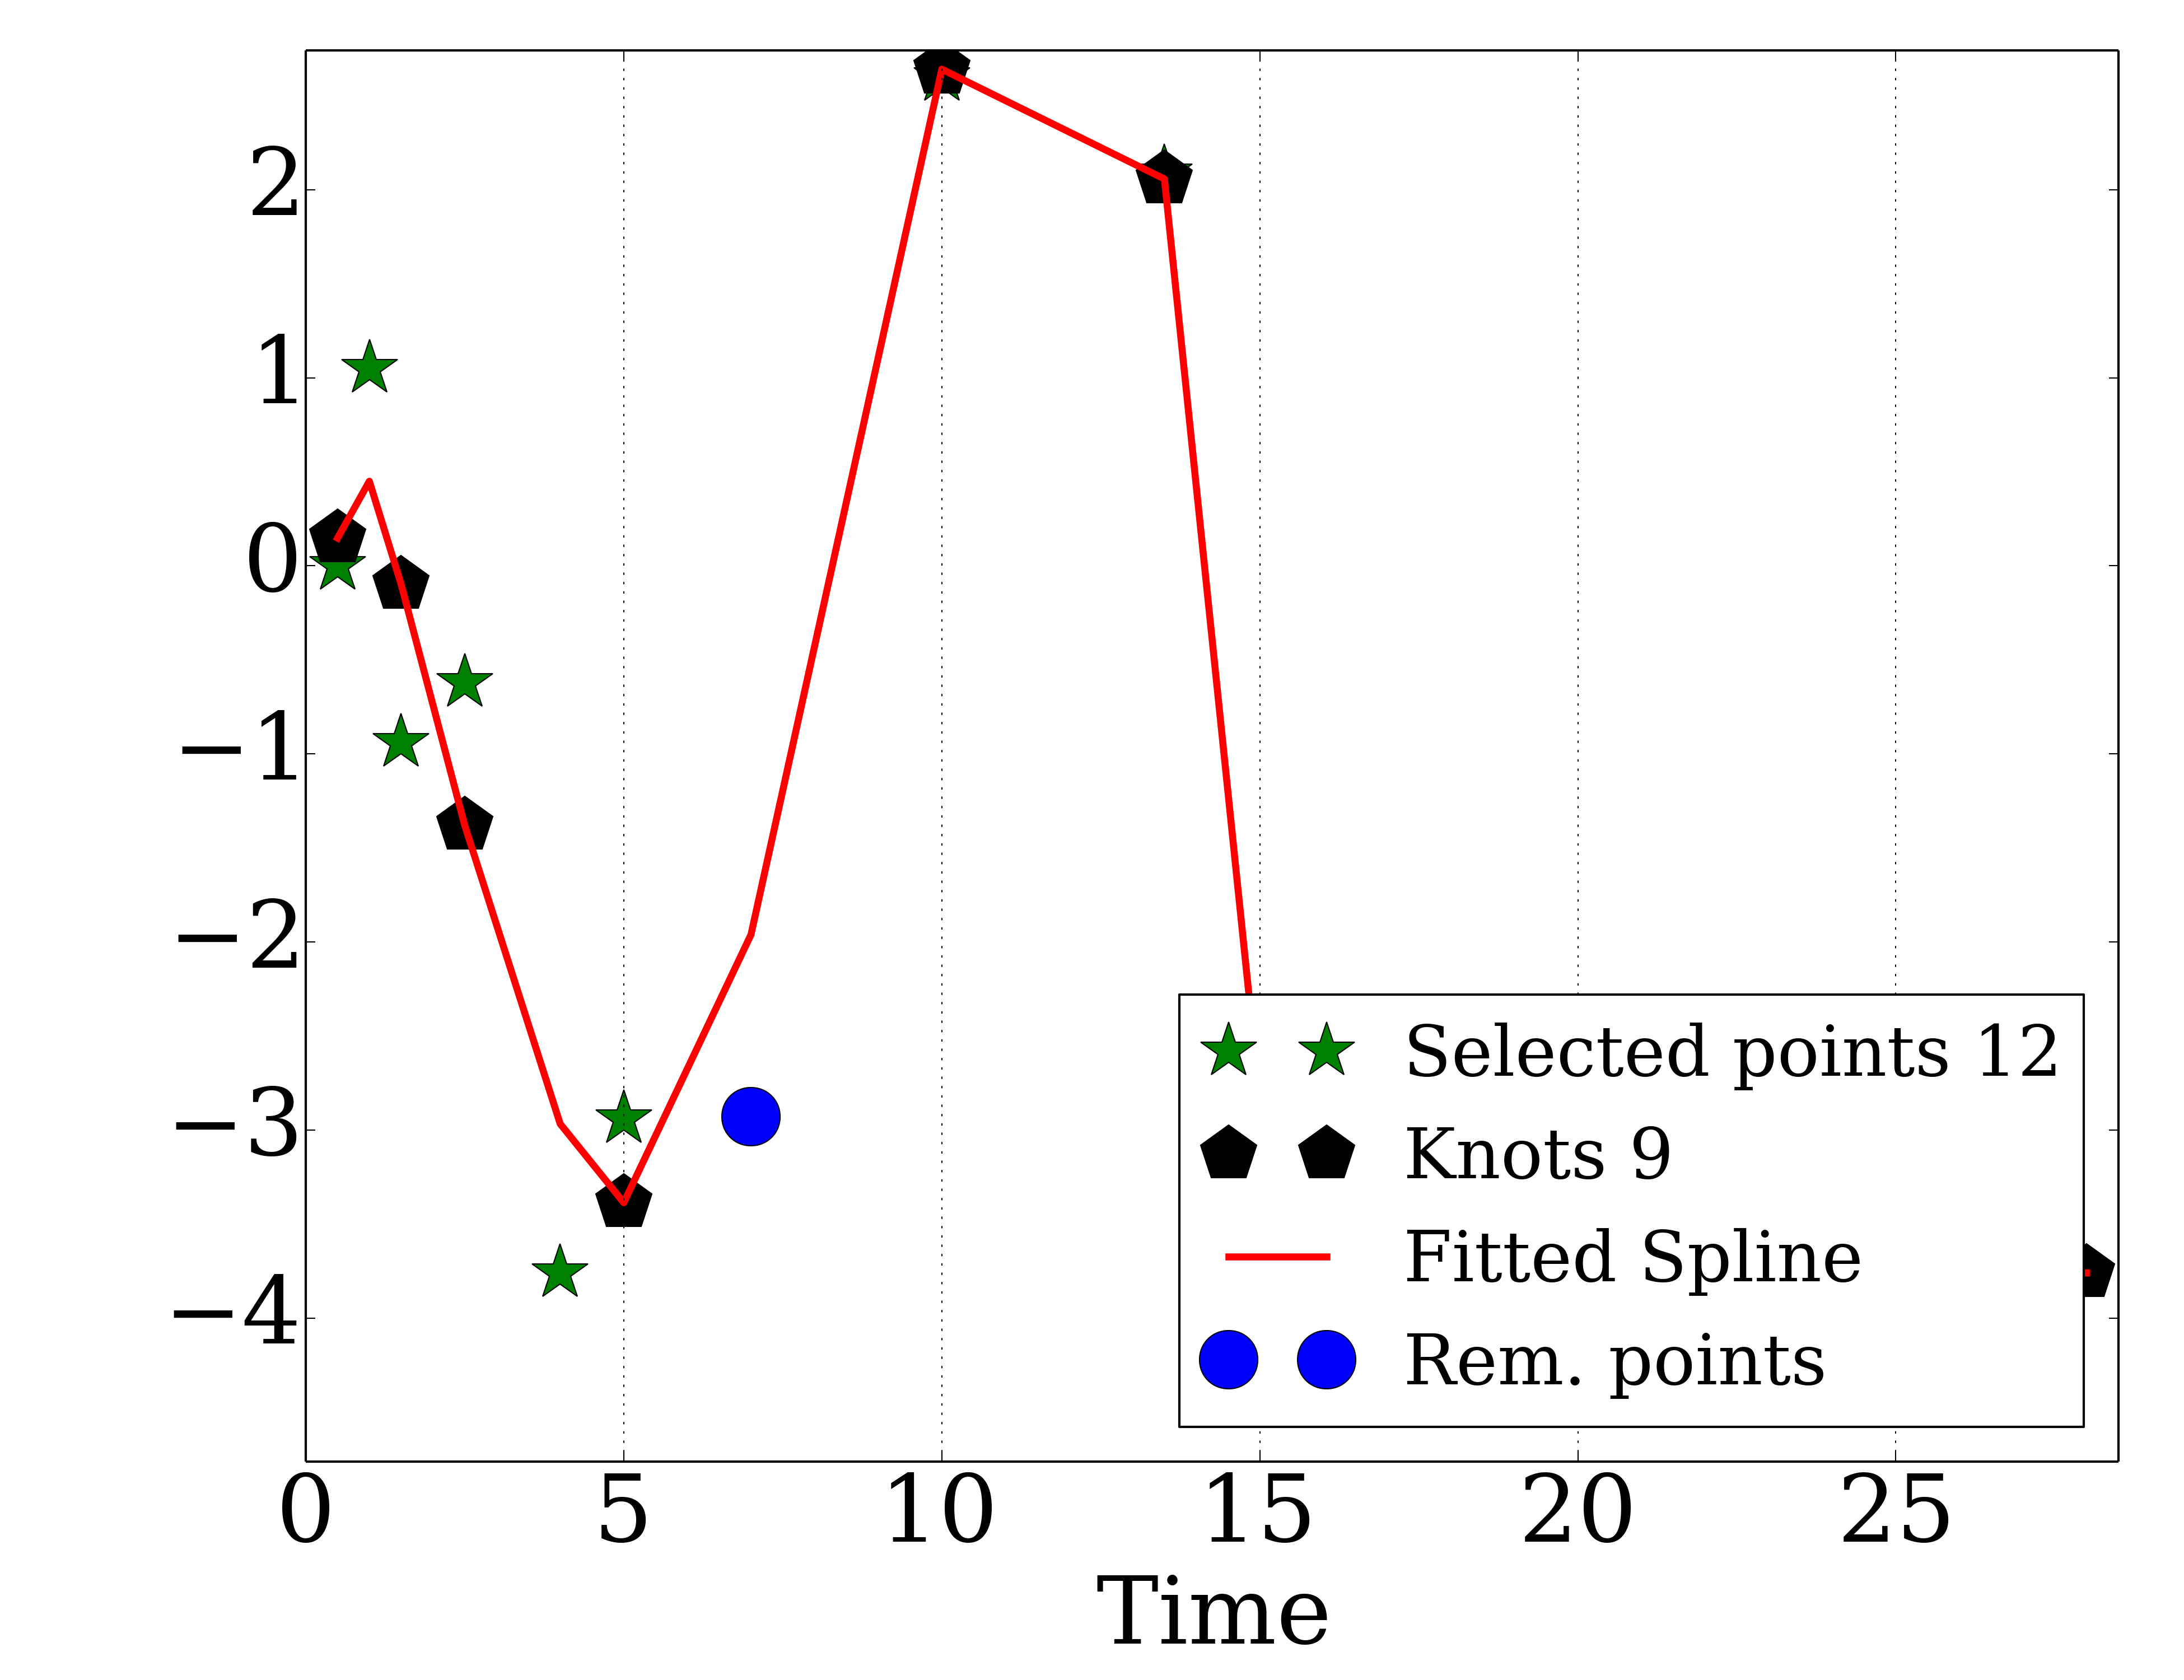 2
1
0
−1
−2
−3
−4
0 5 10 15 20 25
Time
Selected points 12
Knots 9
Fitted Spline
Rem. points